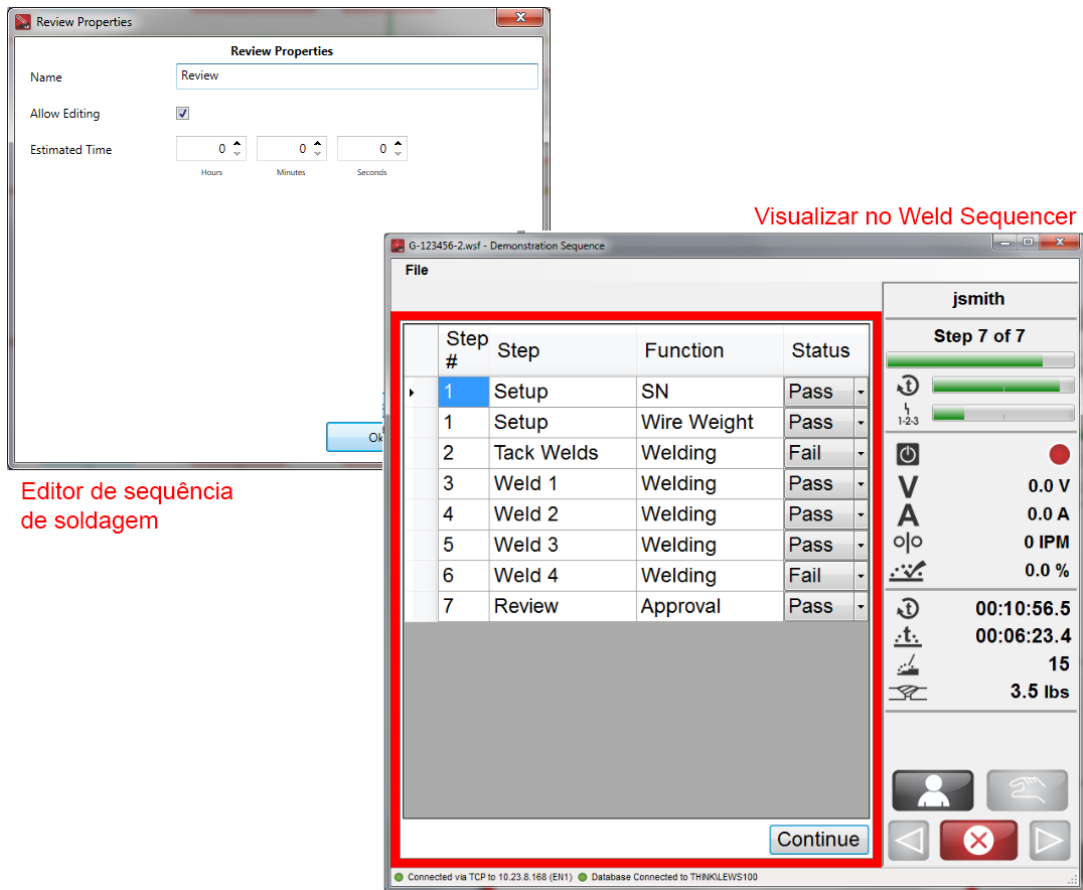 Review Properties
Review Properties
Name
Review
Allow Editing
Estimated Time
0
0
0
Hours
Minutes
Seconds
Ok
Editor de sequência
de soldagem
Visualizar no Weld Sequencer
G-123456-2.wsf - Demonstration Sequence
File
Step # Step Function Status
1 Setup SN Pass
1 Setup Wire Weight Pass
2 Tack Welds Welding Fail
3 Weld 1 Welding Pass
4 Weld 2 Welding Pass
5 Weld 3 Welding Pass
6 Weld 4 Welding Fail
7 Review Approval Pass
Continue
jsmith
Step 7 of 7
t
1-2-3
V 0.0 V
A 0.0 A
0 IPM
0.0 %
t 00:10:56.5
t 00:06:23.4
15
3.5 lbs
Connected via TCP to 10.23.8.168 (EN1) Database Connected to THINK\LEWS100